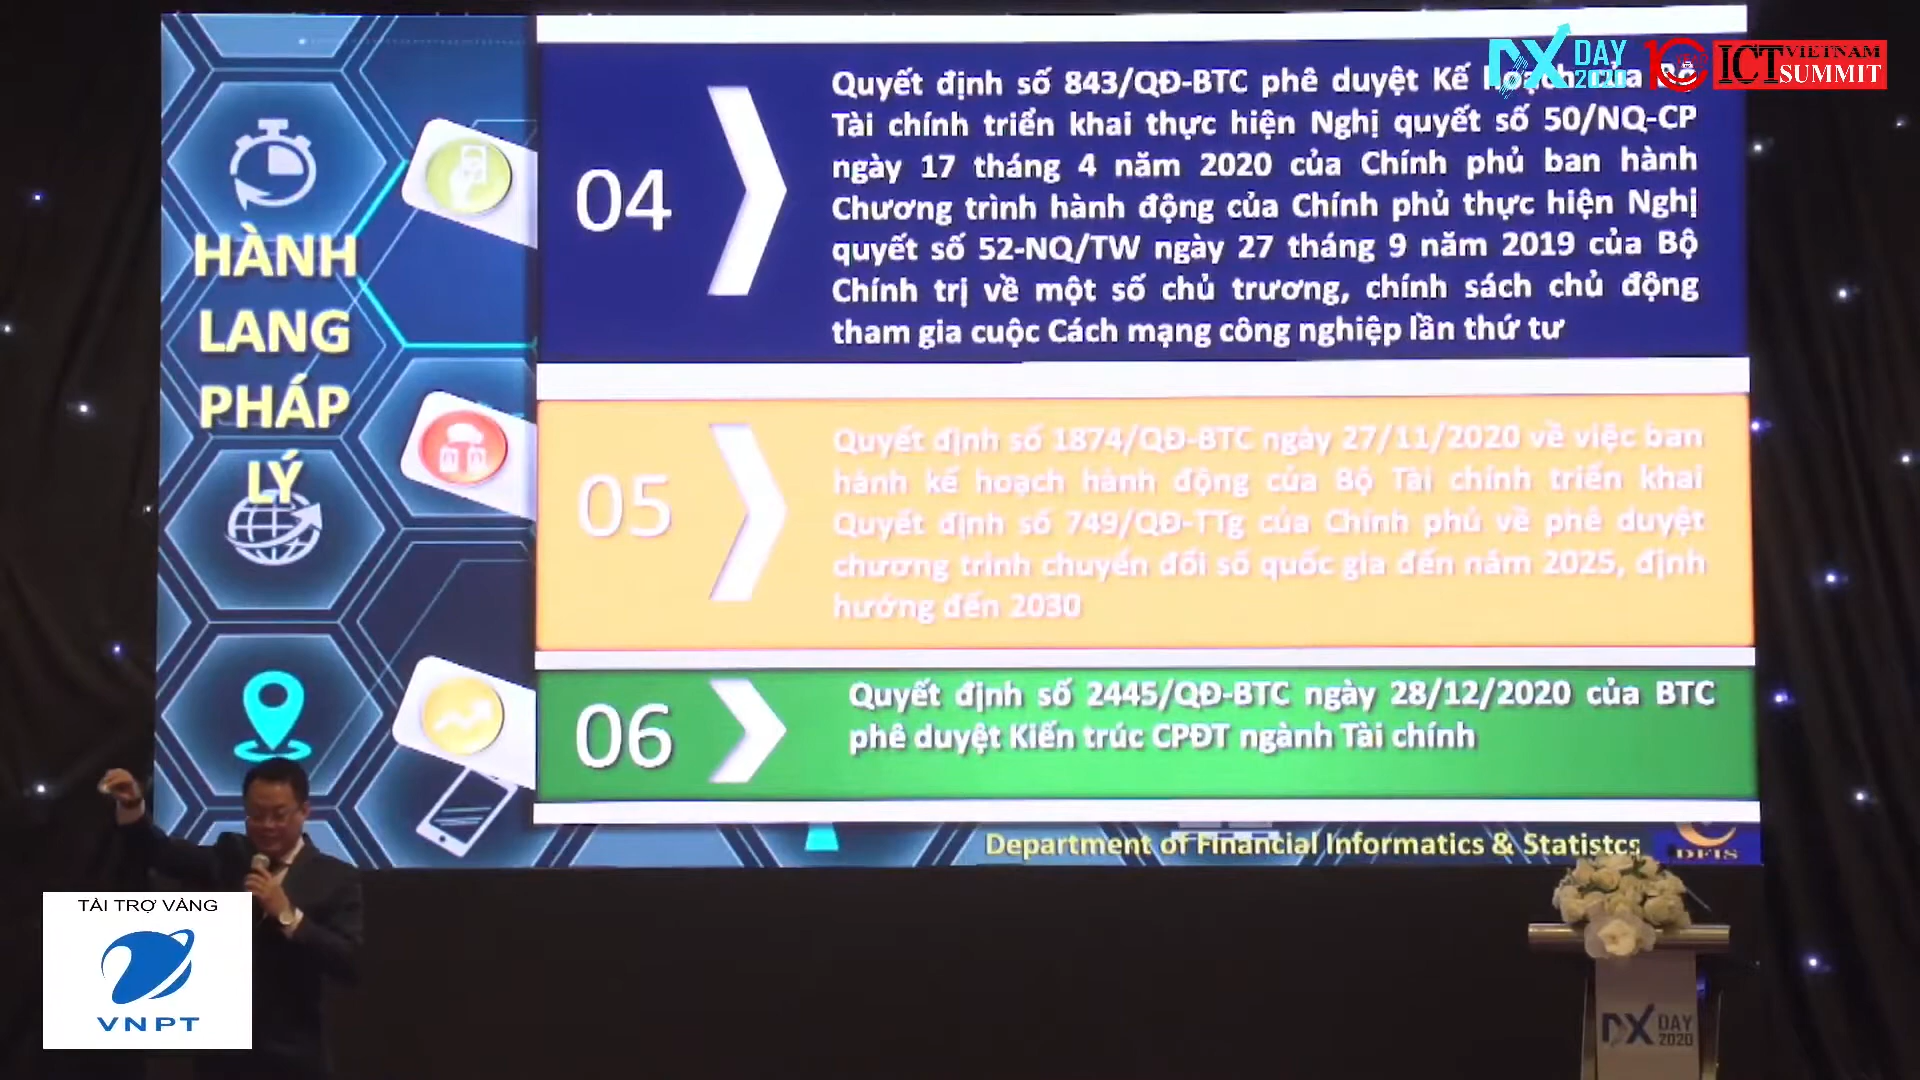 HÀNH
LANG
PHÁP
LÝ
04
Quyết định số 843/QĐ-BTC phê duyệt Kế hoạch của Bộ
Tài chính triển khai thực hiện Nghị quyết số 50/NQ-CP
ngày 17 tháng 4 năm 2020 của Chính phủ ban hành
Chương trình hành động của Chính phủ thực hiện Nghị
quyết số 52-NQ/TW ngày 27 tháng 9 năm 2019 của Bộ
Chính trị về một số chủ trương, chính sách chủ động
tham gia cuộc Cách mạng công nghiệp lần thứ tư
05
Quyết định số 1874/QĐ-BTC ngày 27/11/2020 về việc ban
hành kế hoạch hành động của Bộ Tài chính triển khai
Quyết định số 749/QĐ-TTg của Chính phủ về phê duyệt
chương trình chuyển đổi số quốc gia đến năm 2025, định
hướng đến 2030
06
Quyết định số 2445/QĐ-BTC ngày 28/12/2020 của BTC
phê duyệt Kiến trúc CPĐT ngành Tài chính
Department of Financial Informatics & Statistcs
DFIS
DX DAY
2020
10
ICT VIETNAM
SUMMIT
TÀI TRỢ VÀNG
VNPT
DX DAY
2020